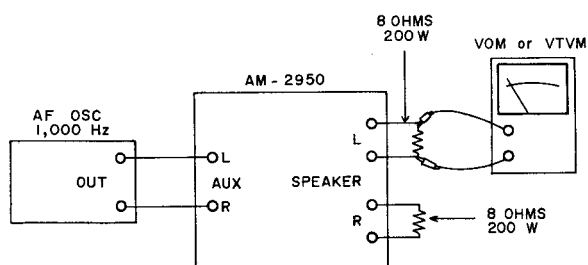 8 OHMS
200 W
VOM or VTVM
AM-2950
AF OSC
1,000 Hz
L
L
OUT
AUX
SPEAKER
R
R
8 OHMS
200 W